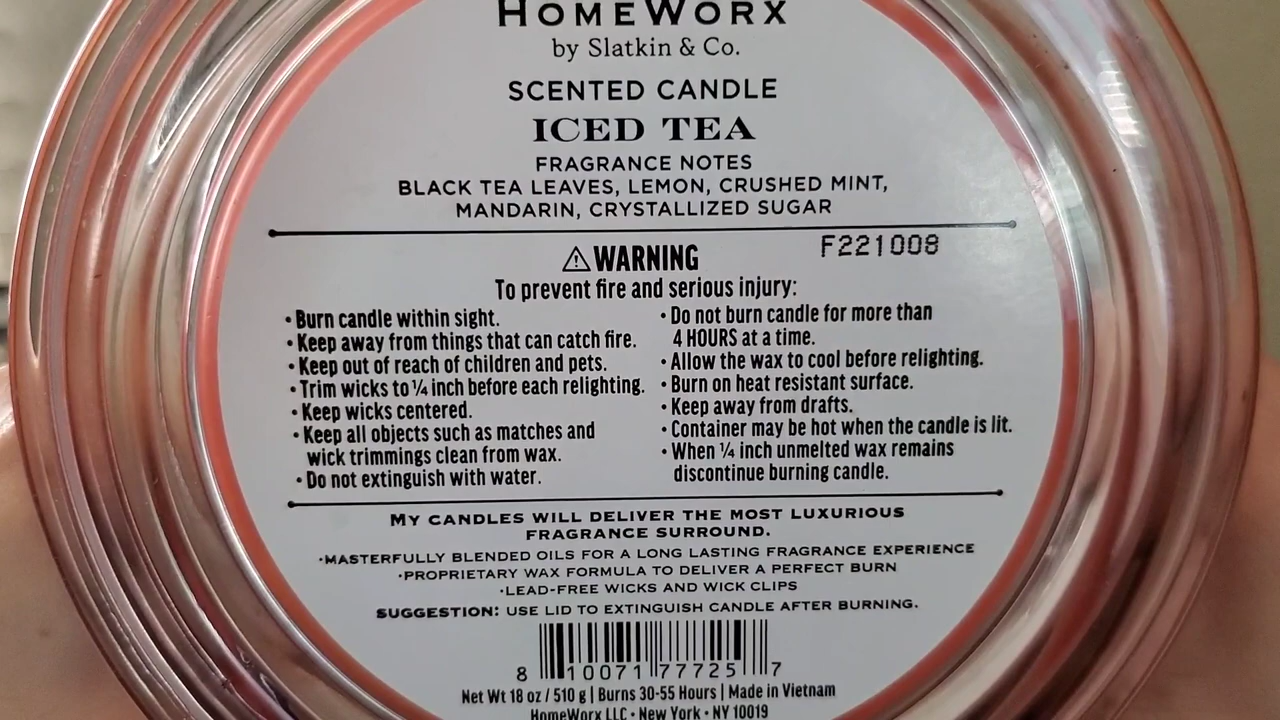 HOMEWORX
by Slatkin & Co.
SCENTED CANDLE
ICED TEA
FRAGRANCE NOTES
BLACK TEA LEAVES, LEMON, CRUSHED MINT,
MANDARIN, CRYSTALLIZED SUGAR
⚠ WARNING
F221008
To prevent fire and serious injury:
• Burn candle within sight.
• Keep away from things that can catch fire.
• Keep out of reach of children and pets.
• Trim wicks to ¼ inch before each relighting.
• Keep wicks centered.
• Keep all objects such as matches and
wick trimmings clean from wax.
• Do not extinguish with water.
• Do not burn candle for more than
4 HOURS at a time.
• Allow the wax to cool before relighting.
• Burn on heat resistant surface.
• Keep away from drafts.
• Container may be hot when the candle is lit.
• When ¼ inch unmelted wax remains
discontinue burning candle.
MY CANDLES WILL DELIVER THE MOST LUXURIOUS
FRAGRANCE SURROUND.
•MASTERFULLY BLENDED OILS FOR A LONG LASTING FRAGRANCE EXPERIENCE
•PROPRIETARY WAX FORMULA TO DELIVER A PERFECT BURN
•LEAD-FREE WICKS AND WICK CLIPS
SUGGESTION: USE LID TO EXTINGUISH CANDLE AFTER BURNING.
8 10071 77725 7
Net Wt 18 oz / 510 g | Burns 30-55 Hours | Made in Vietnam
HomeWorx LLC • New York • NY 10019